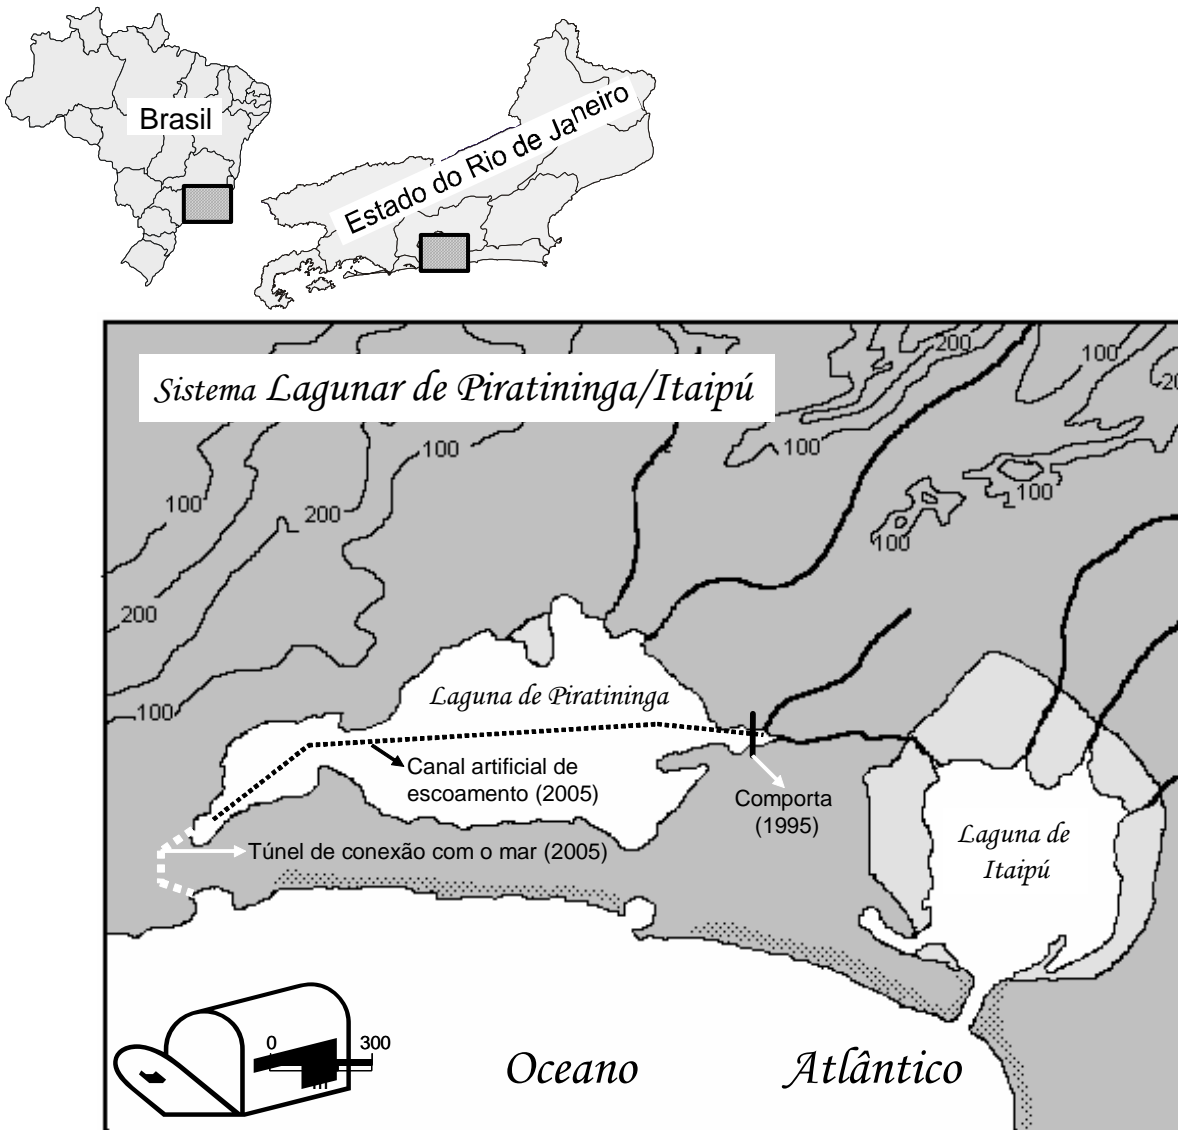 Brasil
Estado do Rio de Janeiro
Sistema Lagunar de Piratininga/Itaipú
200
100
20
100
100
100
200
100
100
200
100
Laguna de Piratininga
Canal artificial de
escoamento (2005)
Comporta
(1995)
Túnel de conexão com o mar (2005)
Laguna de
Itaipú
0 300
m
Oceano Atlântico